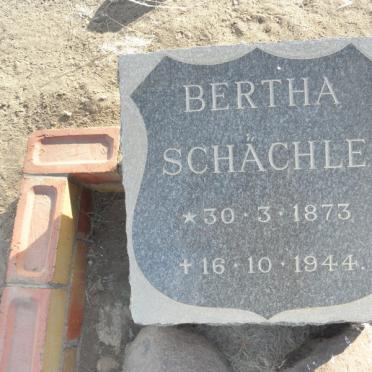 BERTHA
SCHÄCHLE
★ 30 · 3 · 1873
✝ 16 · 10 · 1944.